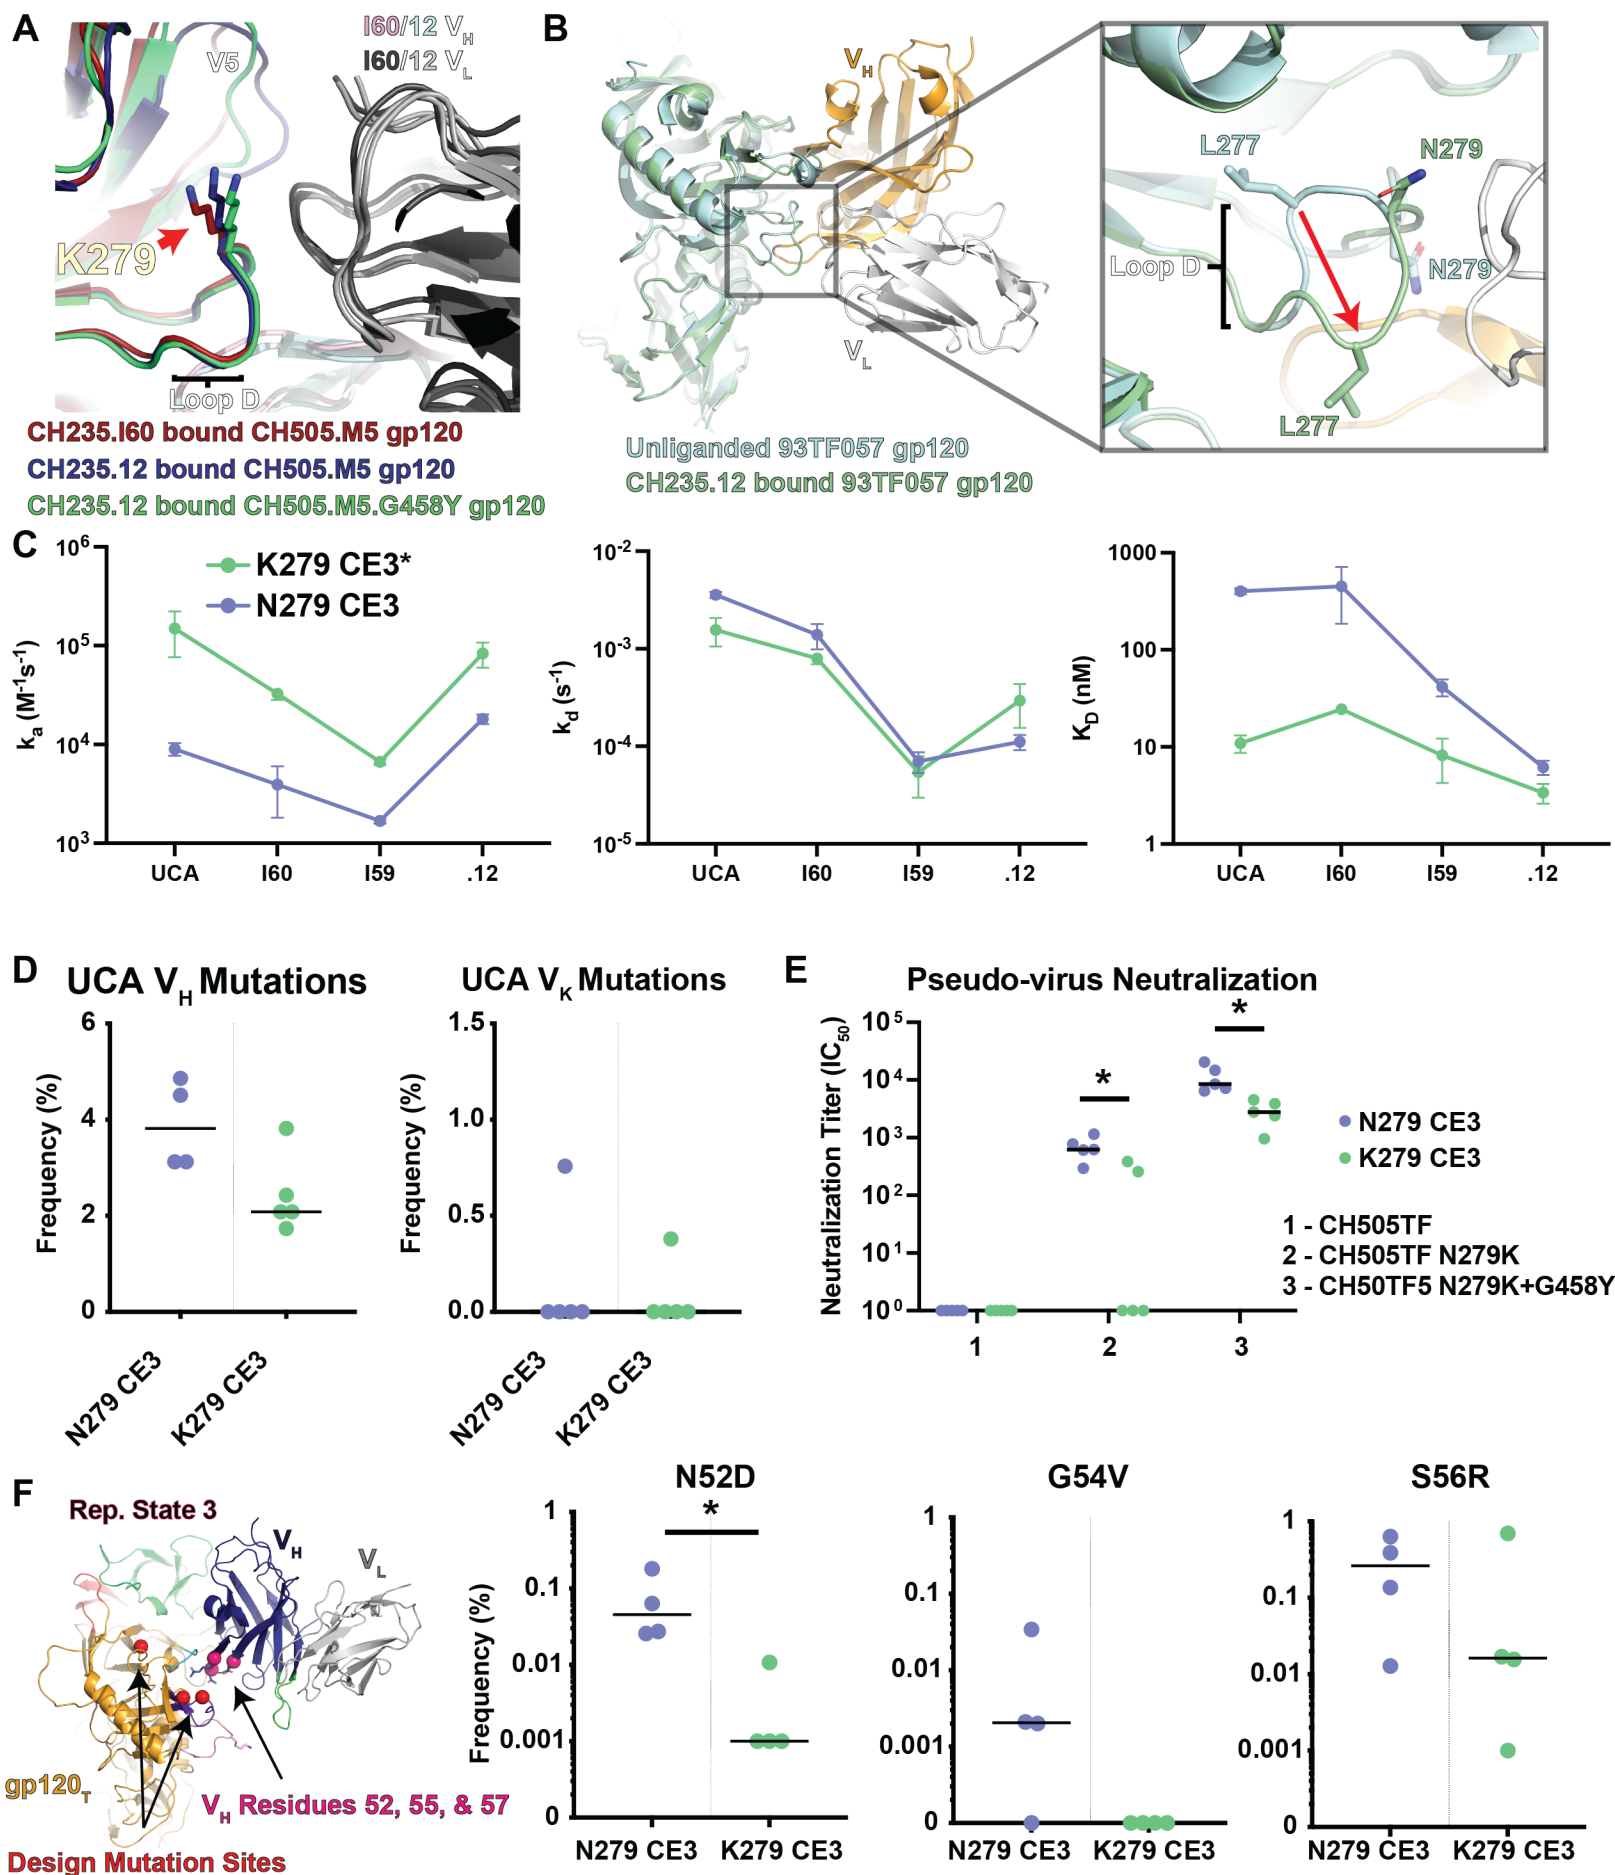 A
V5
I60/12 VH
I60/12 VL
K279
Loop D
CH235.I60 bound CH505.M5 gp120
CH235.12 bound CH505.M5 gp120
CH235.12 bound CH505.M5.G458Y gp120
B
VH
VL
Unliganded 93TF057 gp120
CH235.12 bound 93TF057 gp120
L277
N279
Loop D
N279
L277
C
K279 CE3*
N279 CE3
ka (M-1s-1)
10^6
10^5
10^4
10^3
UCA I60 I59 .12
kd (s-1)
10^-2
10^-3
10^-4
10^-5
UCA I60 I59 .12
KD (nM)
1000
100
10
1
UCA I60 I59 .12
D
UCA VH Mutations
Frequency (%)
6
4
2
0
N279 CE3
K279 CE3
UCA VK Mutations
Frequency (%)
1.5
1.0
0.5
0.0
N279 CE3
K279 CE3
E
Pseudo-virus Neutralization
Neutralization Titer (IC50)
10^5
10^4
10^3
10^2
10^1
10^0
*
*
1 2 3
N279 CE3
K279 CE3
1 - CH505TF
2 - CH505TF N279K
3 - CH50TF5 N279K+G458Y
F
Rep. State 3
VH
VL
gp120T
VH Residues 52, 55, & 57
Design Mutation Sites
N52D
*
Frequency (%)
1
0.1
0.01
0.001
0
N279 CE3 K279 CE3
G54V
1
0.1
0.01
0.001
0
N279 CE3 K279 CE3
S56R
1
0.1
0.01
0.001
0
N279 CE3 K279 CE3